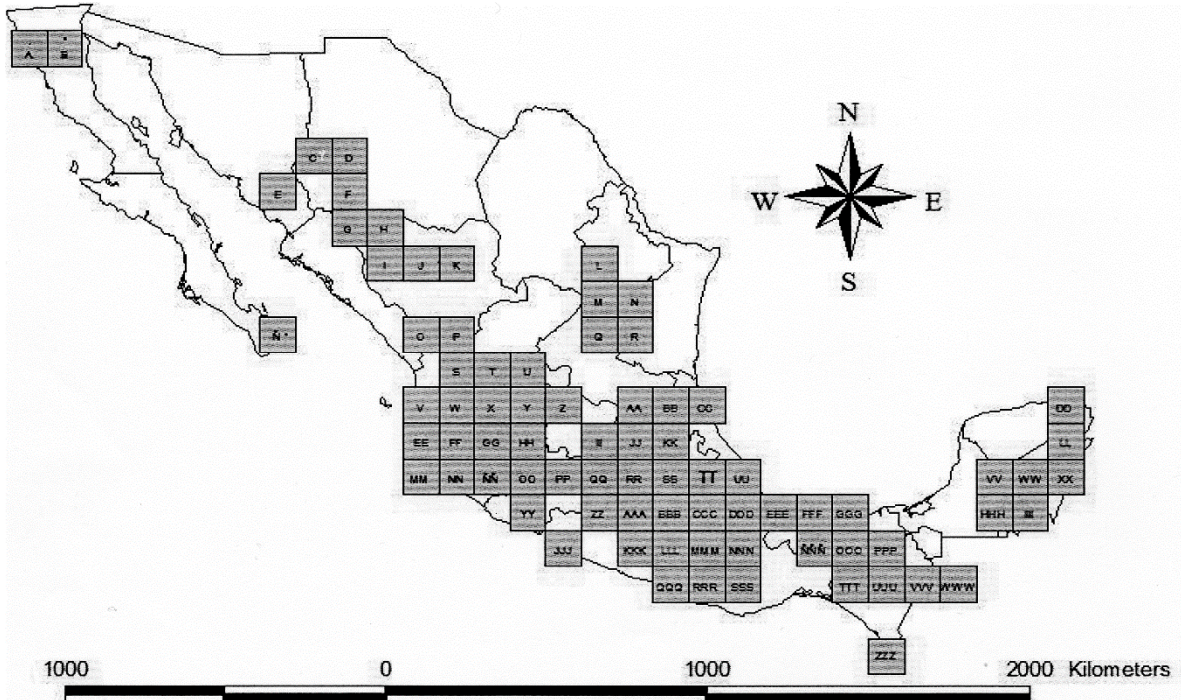 N
W E
S
A B
C D
E F
G H
I J K
L
M N
Ñ O P Q R
S T U
V W X Y Z AA BB CC DD
EE FF GG HH II JJ KK LL
MM NN ÑÑ OO PP QQ RR SS TT UU VV WW XX
YY ZZ AAA BBB CCC DDD EEE FFF GGG HHH III
JJJ KKK LLL MMM NNN ÑÑÑ OOO PPP
QQQ RRR SSS TTT UUU VVV WWW
ZZZ
1000 0 1000 2000 Kilometers